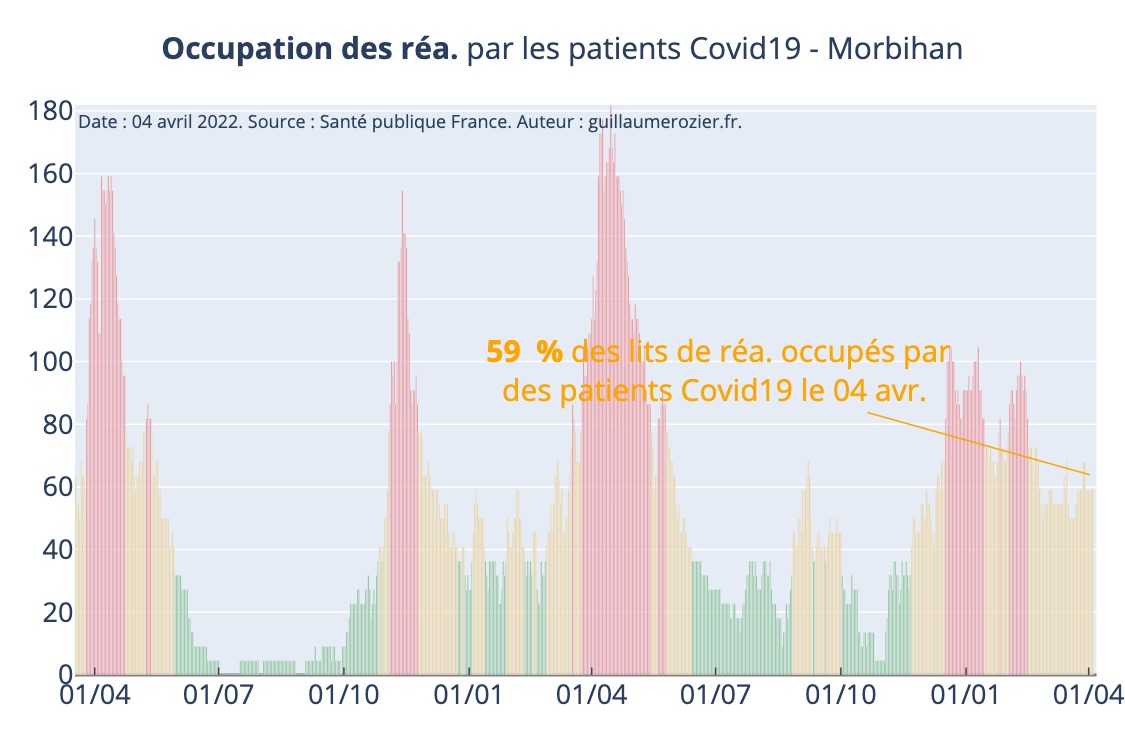 Occupation des réa. par les patients Covid19 - Morbihan
180
Date : 04 avril 2022. Source : Santé publique France. Auteur : guillaumerozier.fr.
160
140
120
100
59 % des lits de réa. occupés par
des patients Covid19 le 04 avr.
80
60
40
20
0
01/04 01/07 01/10 01/01 01/04 01/07 01/10 01/01 01/04